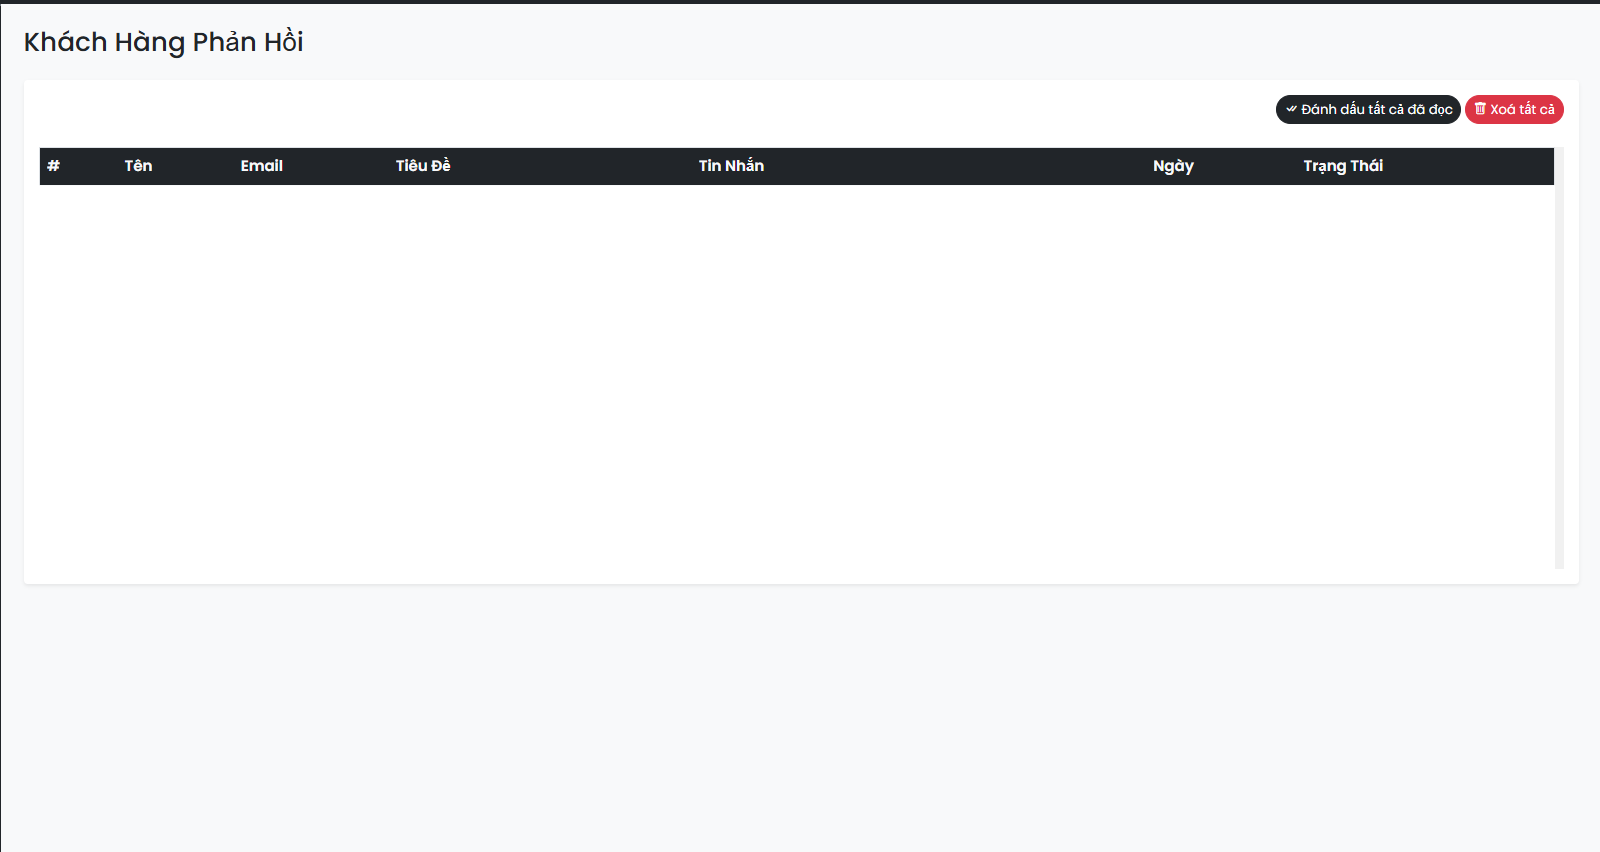 Khách Hàng Phản Hồi
Đánh dấu tất cả đã đọc Xoá tất cả
# Tên Email Tiêu Đề Tin Nhắn Ngày Trạng Thái